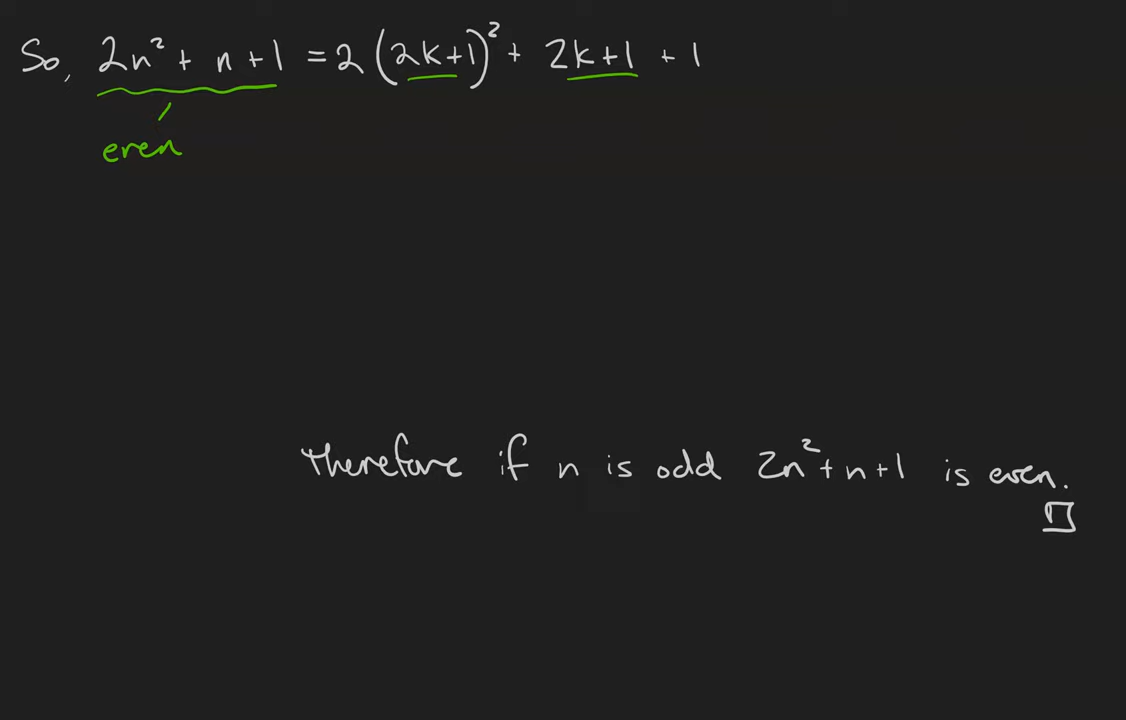 So, 2n² + n + 1 = 2(2k+1)² + 2k+1 + 1
even
Therefore if n is odd 2n² + n + 1 is even.
□